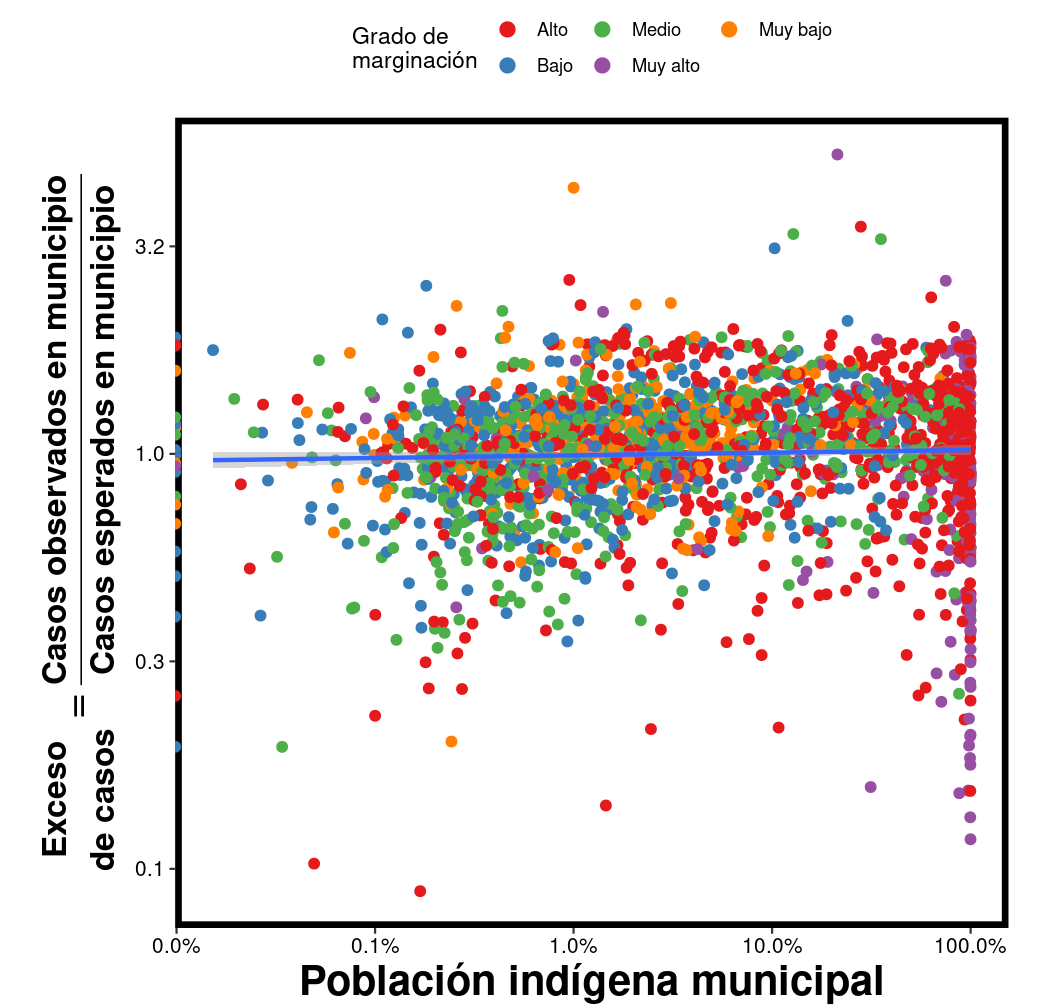 Grado de
marginación
Alto
Medio
Muy bajo
Bajo
Muy alto
Exceso
de casos
=
Casos observados en municipio
Casos esperados en municipio
3.2
1.0
0.3
0.1
0.0%
0.1%
1.0%
10.0%
100.0%
Población indígena municipal